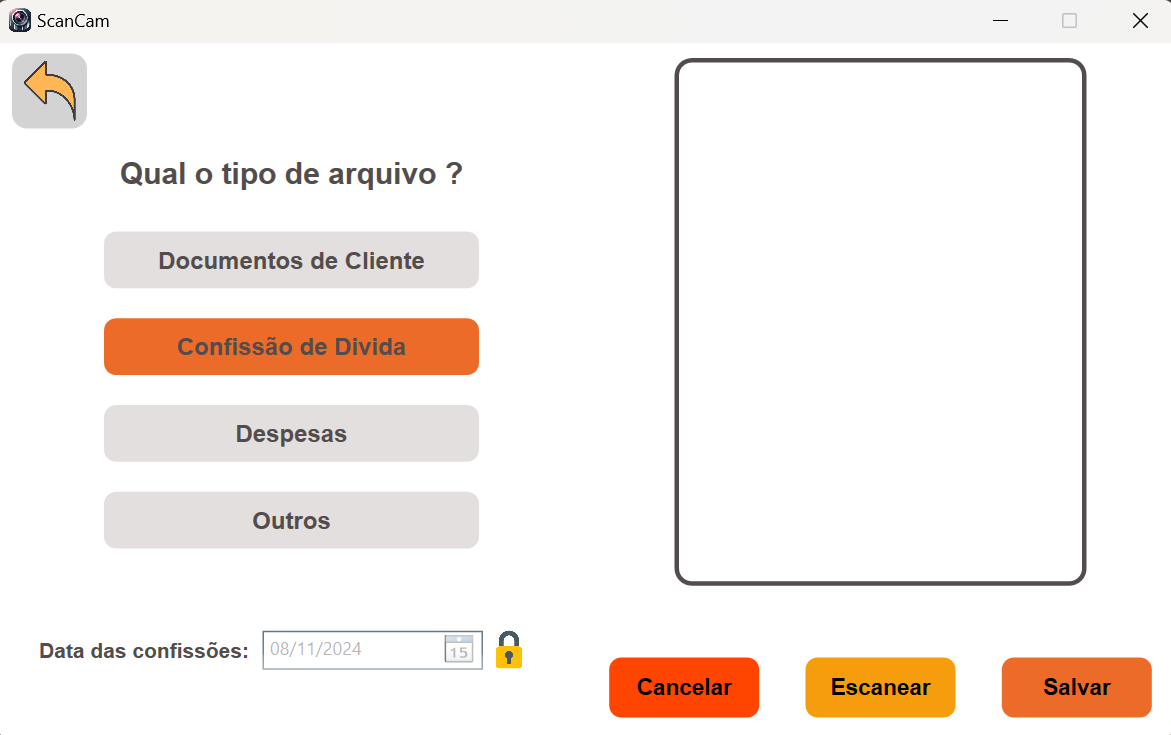 ScanCam
Qual o tipo de arquivo ?
Documentos de Cliente
Confissão de Divida
Despesas
Outros
Data das confissões:
08/11/2024
15
Cancelar
Escanear
Salvar